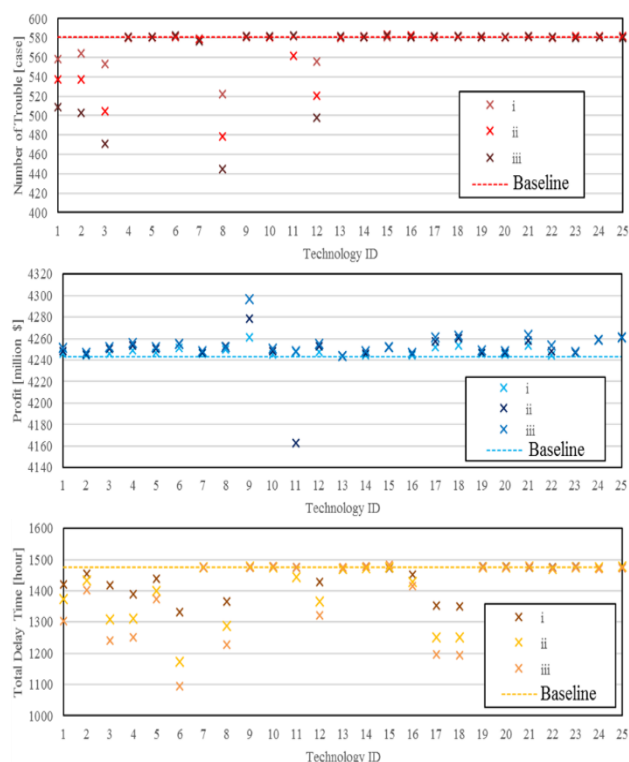 Number of Trouble [case]
600
580
560
540
520
500
480
460
440
420
400
i
ii
iii
Baseline
1 2 3 4 5 6 7 8 9 10 11 12 13 14 15 16 17 18 19 20 21 22 23 24 25
Technology ID
Profit [million $]
4320
4300
4280
4260
4240
4220
4200
4180
4160
4140
i
ii
iii
Baseline
1 2 3 4 5 6 7 8 9 10 11 12 13 14 15 16 17 18 19 20 21 22 23 24 25
Technology ID
Total Delay Time [hour]
1600
1500
1400
1300
1200
1100
1000
i
ii
iii
Baseline
1 2 3 4 5 6 7 8 9 10 11 12 13 14 15 16 17 18 19 20 21 22 23 24 25
Technology ID